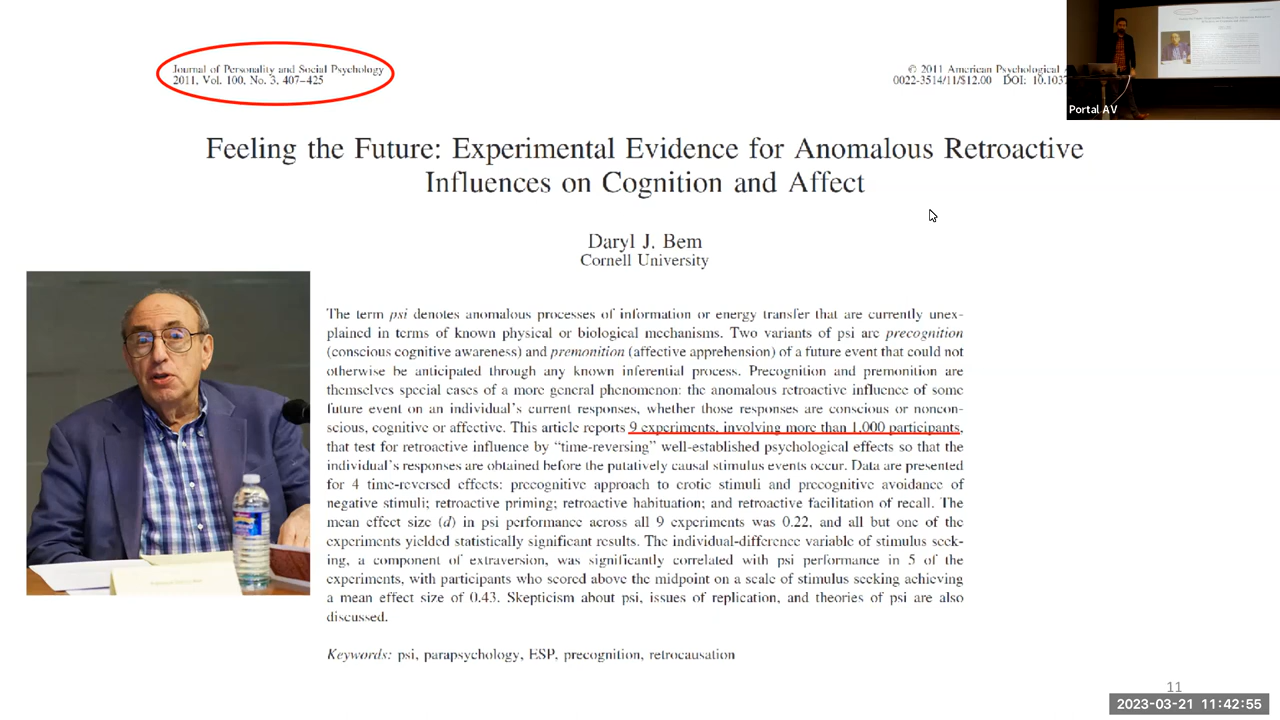 Journal of Personality and Social Psychology
2011, Vol. 100, No. 3, 407–425
© 2011 American Psychological
0022-3514/11/$12.00 DOI: 10.1037
Portal AV
Feeling the Future: Experimental Evidence for Anomalous Retroactive
Influences on Cognition and Affect
Daryl J. Bem
Cornell University
The term psi denotes anomalous processes of information or energy transfer that are currently unex-
plained in terms of known physical or biological mechanisms. Two variants of psi are precognition
(conscious cognitive awareness) and premonition (affective apprehension) of a future event that could not
otherwise be anticipated through any known inferential process. Precognition and premonition are
themselves special cases of a more general phenomenon: the anomalous retroactive influence of some
future event on an individual's current responses, whether those responses are conscious or noncon-
scious, cognitive or affective. This article reports 9 experiments, involving more than 1,000 participants,
that test for retroactive influence by “time-reversing” well-established psychological effects so that the
individual's responses are obtained before the putatively causal stimulus events occur. Data are presented
for 4 time-reversed effects: precognitive approach to erotic stimuli and precognitive avoidance of
negative stimuli; retroactive priming; retroactive habituation; and retroactive facilitation of recall. The
mean effect size (d) in psi performance across all 9 experiments was 0.22, and all but one of the
experiments yielded statistically significant results. The individual-difference variable of stimulus seek-
ing, a component of extraversion, was significantly correlated with psi performance in 5 of the
experiments, with participants who scored above the midpoint on a scale of stimulus seeking achieving
a mean effect size of 0.43. Skepticism about psi, issues of replication, and theories of psi are also
discussed.
Keywords: psi, parapsychology, ESP, precognition, retrocausation
11
2023-03-21 11:42:55